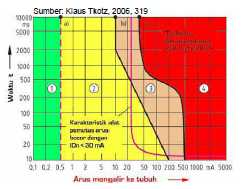 Sumber: Klaus Tkotz, 2006, 319
10000
ms
a)
b)
5000
2000
1000
500
200
100
50
20
10
Waktu t
1
2
3
4
Karakteristik alat
pemutus arus
bocor dengan
IΔn < 30 mA
0,1 0,2 0,5 1 2 5 10 20 50 100 200 500 1000 mA 5000
Arus mengalir ke tubuh